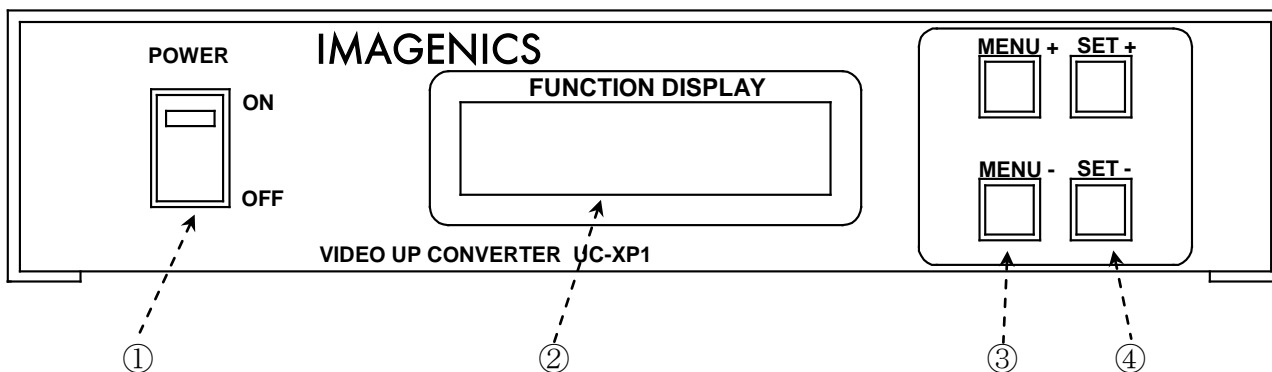 POWER
ON
OFF
IMAGENICS
FUNCTION DISPLAY
VIDEO UP CONVERTER UC-XP1
MENU + SET +
MENU - SET -
① ② ③ ④